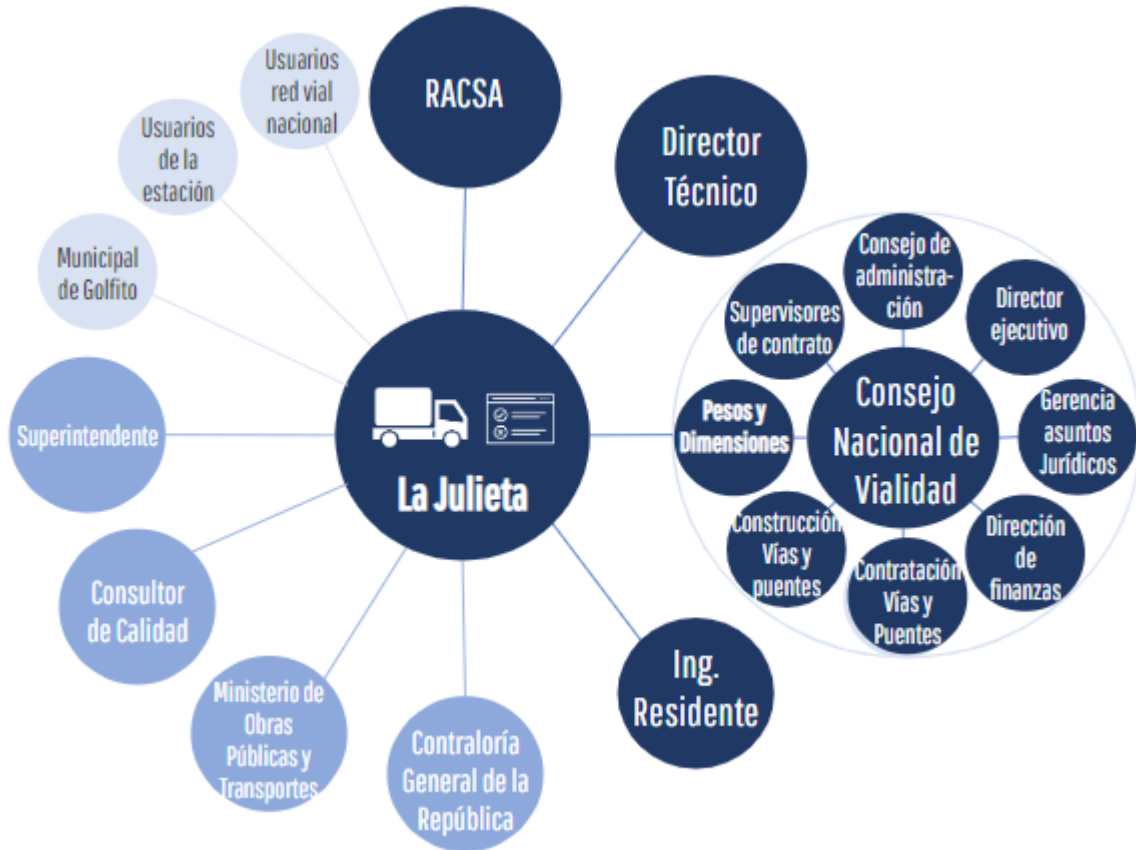 RACSA
Director
Técnico
Usuarios
red vial
nacional
Usuarios
de la
estación
Municipal
de Golfito
Superintendente
Consultor
de Calidad
Ministerio de
Obras
Públicas y
Transportes
Contraloría
General de la
República
Ing.
Residente
La Julieta
Consejo
Nacional de
Vialidad
Consejo de
administra-
ción
Director
ejecutivo
Gerencia
asuntos
Jurídicos
Dirección
de
finanzas
Contratación
Vías y
Puentes
Construcción
Vías y
puentes
Pesos y
Dimensiones
Supervisores
de contrato